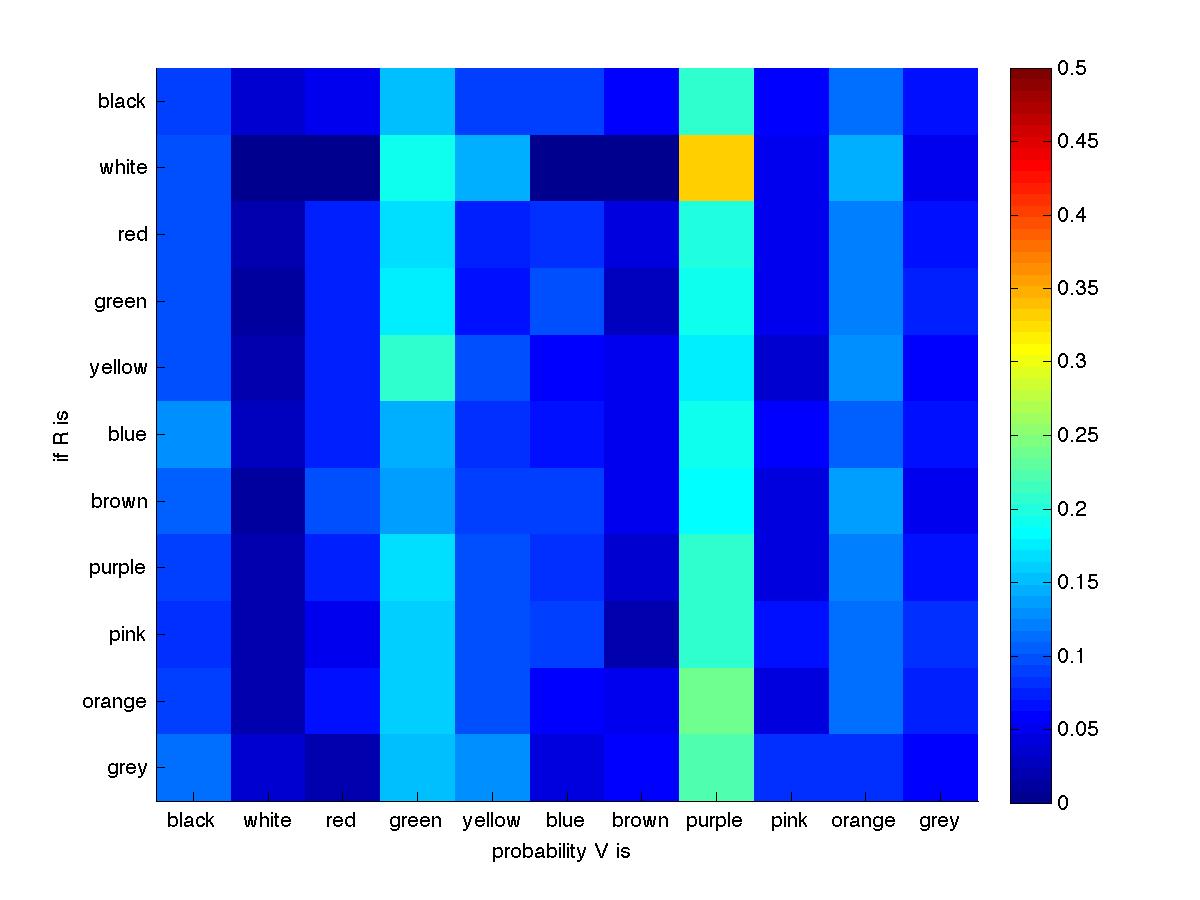 black
white
red
green
yellow
blue
brown
purple
pink
orange
grey
if R is
black white red green yellow blue brown purple pink orange grey
probability V is
0.5
0.45
0.4
0.35
0.3
0.25
0.2
0.15
0.1
0.05
0